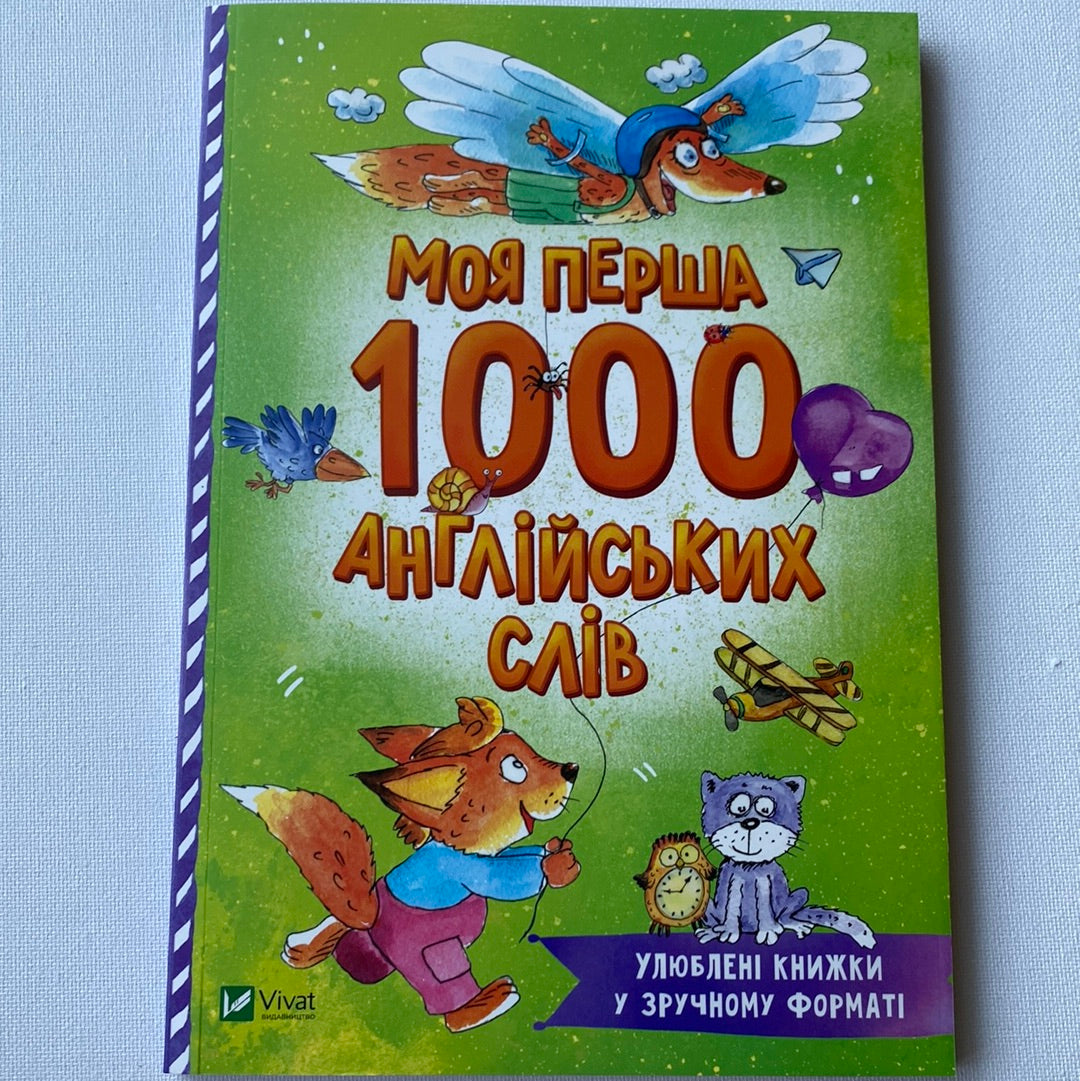 МОЯ ПЕРША
1000
АНГЛІЙСЬКИХ
СЛІВ
УЛЮБЛЕНІ КНИЖКИ
У ЗРУЧНОМУ ФОРМАТІ
Vivat
ВИДАВНИЦТВО